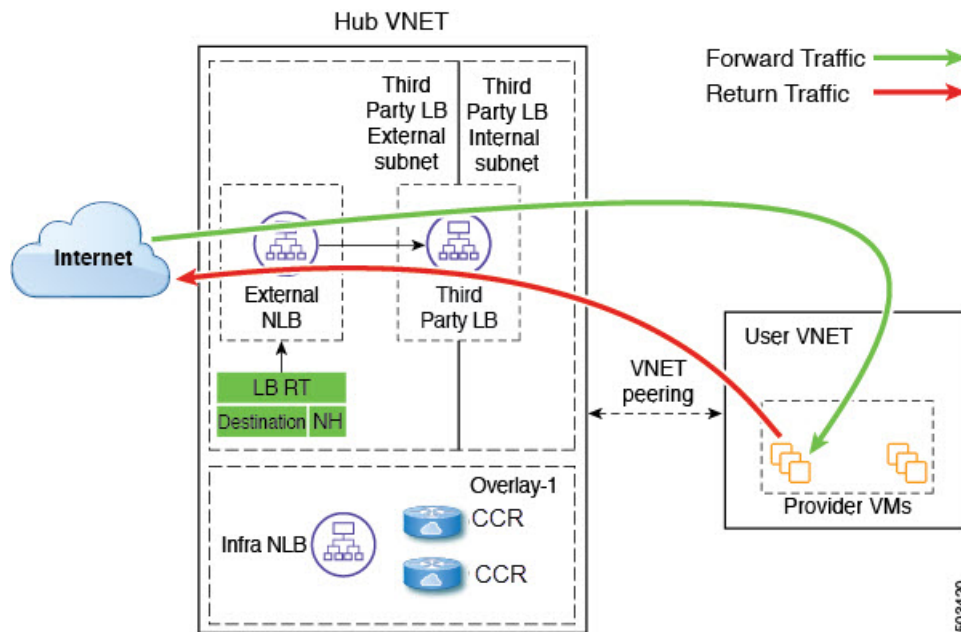 Hub VNET
Forward Traffic
Return Traffic
Third
Party LB
External
subnet
Third
Party LB
Internal
subnet
Internet
External
NLB
Third
Party LB
LB RT
Destination
NH
VNET
peering
User VNET
Provider VMs
Overlay-1
Infra NLB
CCR
CCR
503420